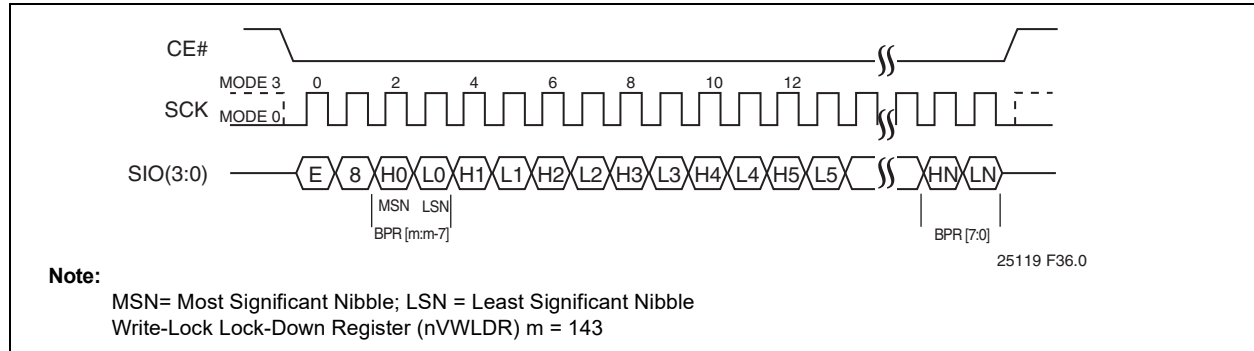 CE#
MODE 3 0 2 4 6 8 10 12
SCK
MODE 0
SIO(3:0) E 8 H0 L0 H1 L1 H2 L2 H3 L3 H4 L4 H5 L5 HN LN
MSN LSN
BPR [m:m-7] BPR [7:0]
25119 F36.0
Note:
MSN= Most Significant Nibble; LSN = Least Significant Nibble
Write-Lock Lock-Down Register (nVWLDR) m = 143